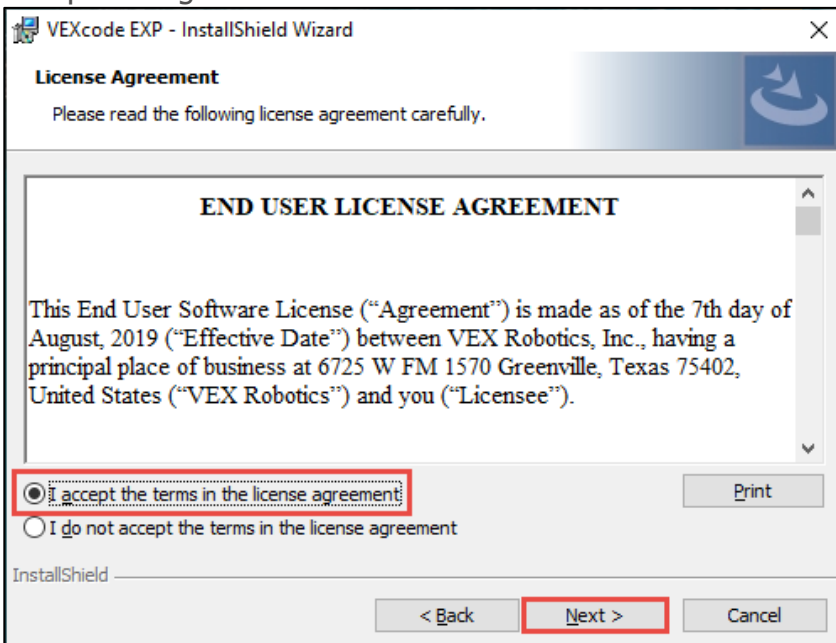 VEXcode EXP - InstallShield Wizard
License Agreement
Please read the following license agreement carefully.
END USER LICENSE AGREEMENT
This End User Software License (“Agreement”) is made as of the 7th day of
August, 2019 (“Effective Date”) between VEX Robotics, Inc., having a
principal place of business at 6725 W FM 1570 Greenville, Texas 75402,
United States (“VEX Robotics”) and you (“Licensee”).
I accept the terms in the license agreement
Print
I do not accept the terms in the license agreement
InstallShield
< Back
Next >
Cancel